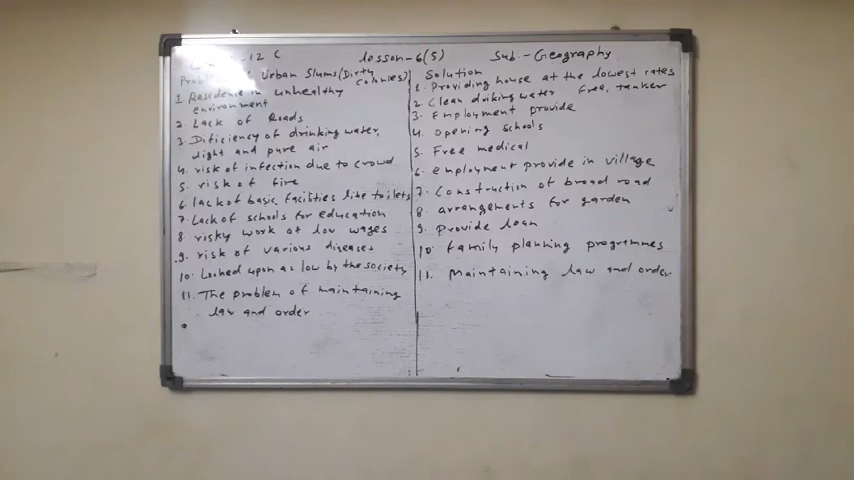 12 C lesson-6(5) Sub.-Geography
Urban Slums (Dirty Colonies)
1 Residence in unhealthy
environment
2. Lack of Roads
3. Dificiency of drinking water,
light and pure air
4. risk of infection due to crowd
5. risk of fire
6. lack of basic facilities like toilets
7. Lack of schools for education
8 risky work at low wages
9. risk of various diseases
10. Looked upon as low by the society
11. The problem of maintaining
law and order
Solution
1. Providing house at the lowest rates
2 Clean driking water free, tanker
3. Employment provide
4. opening schools
5. Free medical
6. employment provide in village
7. Construction of broad road
8 arrangements for garden
9. provide loan
10 family planning programmes
11. Maintaining law and order